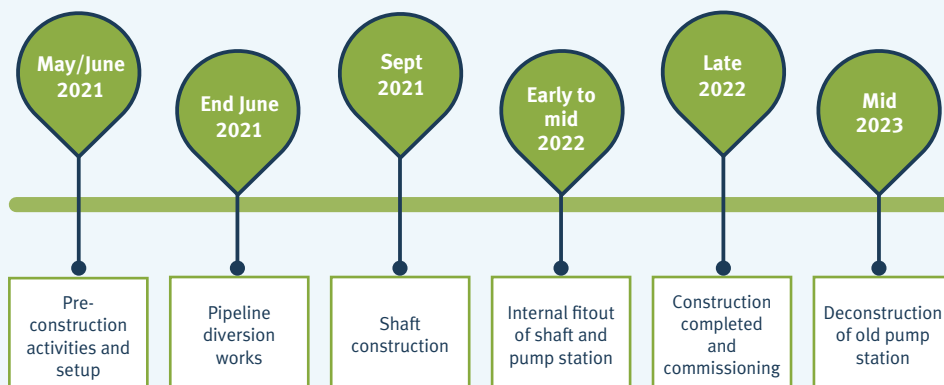 May/June
2021
End June
2021
Sept
2021
Early to
mid
2022
Late
2022
Mid
2023
Pre-
construction
activities and
setup
Pipeline
diversion
works
Shaft
construction
Internal fitout
of shaft and
pump station
Construction
completed
and
commissioning
Deconstruction
of old pump
station